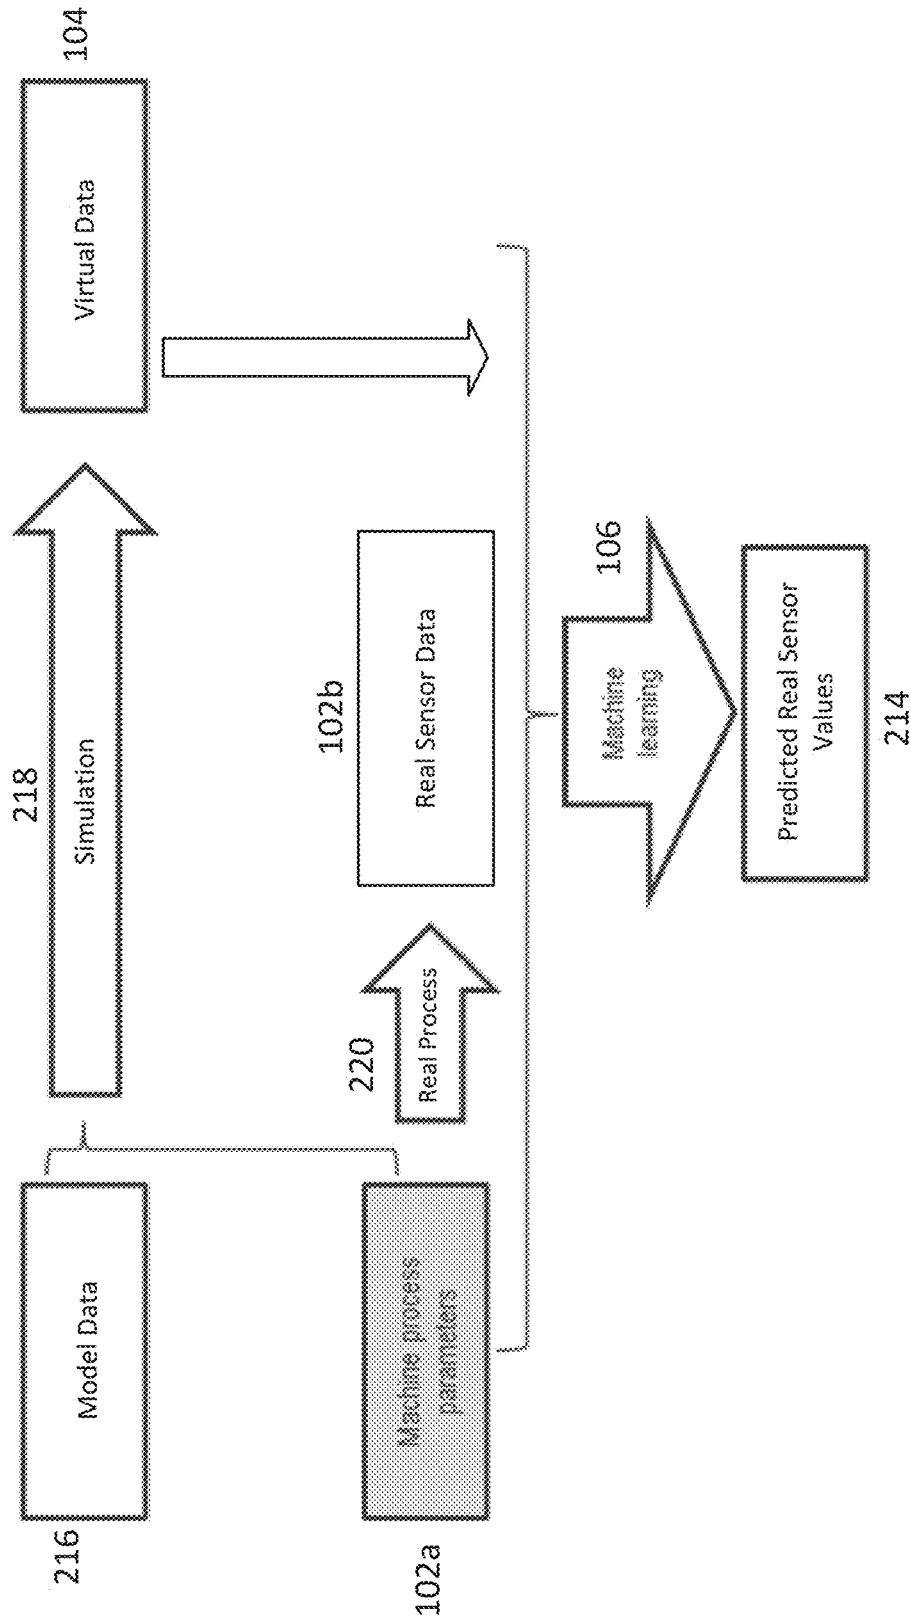 216
Model Data
218
Simulation
Virtual Data
104
102a
Machine process
parameters
220
Real Process
102b
Real Sensor Data
Machine
learning
106
Predicted Real Sensor
Values
214